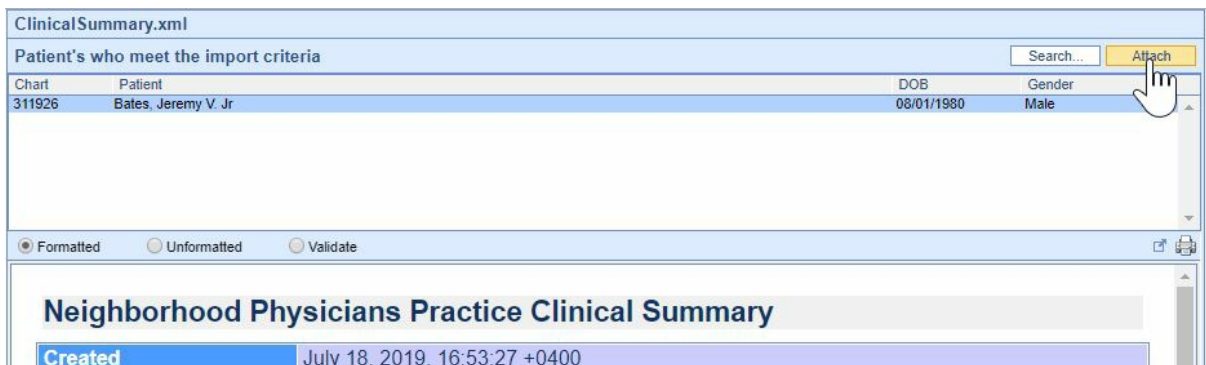 ClinicalSummary.xml
Patient's who meet the import criteria Search... Attach
Chart Patient DOB Gender
311926 Bates, Jeremy V. Jr 08/01/1980 Male
Formatted Unformatted Validate
Neighborhood Physicians Practice Clinical Summary
Created July 18, 2019, 16:53:27 +0400